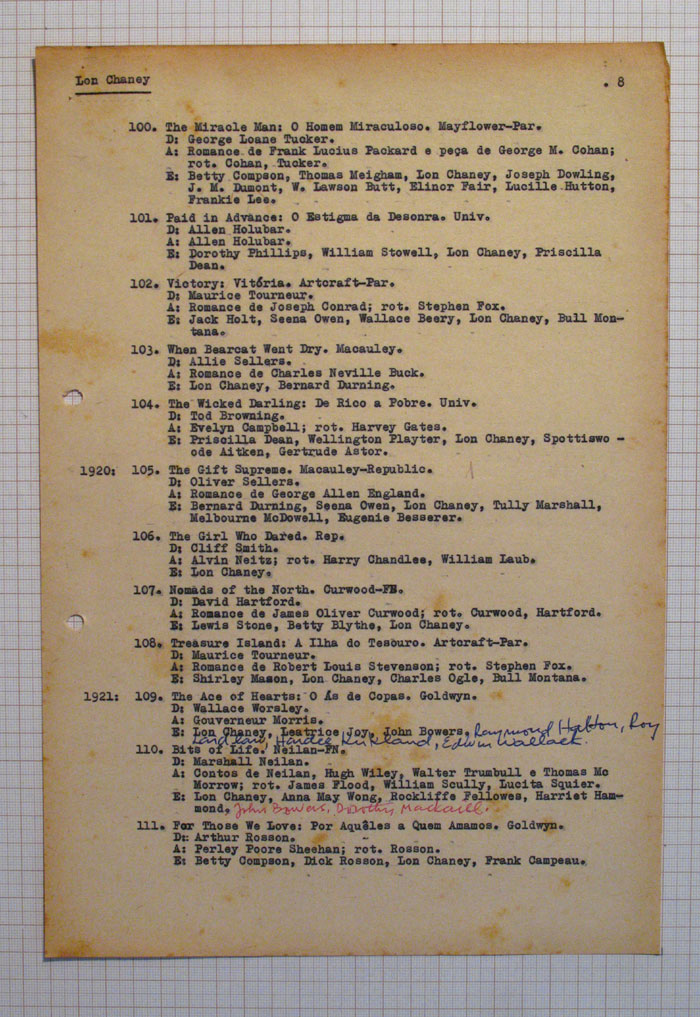 Lon Chaney . 8
100. The Miracle Man: O Homem Miraculoso. Mayflower-Par.
D: George Loane Tucker.
A: Romance de Frank Lucius Packard e peça de George M. Cohan;
rot. Cohan, Tucker.
E: Betty Compson, Thomas Meigham, Lon Chaney, Joseph Dowling,
J. M. Dumont, W. Lawson Butt, Elinor Fair, Lucille Hutton,
Frankie Lee.
101. Paid in Advance: O Estigma da Desonra. Univ.
D: Allen Holubar.
A: Allen Holubar.
E: Dorothy Phillips, William Stowell, Lon Chaney, Priscilla
Dean.
102. Victory: Vitória. Artcraft-Par.
D: Maurice Tourneur.
A: Romance de Joseph Conrad; rot. Stephen Fox.
E: Jack Holt, Seena Owen, Wallace Beery, Lon Chaney, Bull Mon-
tana.
103. When Bearcat Went Dry. Macauley.
D: Allie Sellers.
A: Romance de Charles Neville Buck.
E: Lon Chaney, Bernard Durning.
104. The Wicked Darling: De Rico a Pobre. Univ.
D: Tod Browning.
A: Evelyn Campbell; rot. Harvey Gates.
E: Priscilla Dean, Wellington Playter, Lon Chaney, Spottiswo -
ode Aitken, Gertrude Astor.
1920: 105. The Gift Supreme. Macauley-Republic.
D: Oliver Sellers.
A: Romance de George Allen England.
E: Bernard Durning, Seena Owen, Lon Chaney, Tully Marshall,
Melbourne McDowell, Eugenie Besserer.
106. The Girl Who Dared. Rep.
D: Cliff Smith.
A: Alvin Neitz; rot. Harry Chandlee, William Laub.
E: Lon Chaney.
107. Nomads of the North. Curwood-FN.
D: David Hartford.
A: Romance de James Oliver Curwood; rot. Curwood, Hartford.
E: Lewis Stone, Betty Blythe, Lon Chaney.
108. Treasure Island: A Ilha do Tesouro. Artcraft-Par.
D: Maurice Tourneur.
A: Romance de Robert Louis Stevenson; rot. Stephen Fox.
E: Shirley Mason, Lon Chaney, Charles Ogle, Bull Montana.
1921: 109. The Ace of Hearts: O Ás de Copas. Goldwyn.
D: Wallace Worsley.
A: Gouverneur Morris.
E: Lon Chaney, Leatrice Joy, John Bowers, Raymond Hatton, Roy
Laidlaw, Hardee Kirkland, Edwin Wallack.
110. Bits of Life. Neilan-FN.
D: Marshall Neilan.
A: Contos de Neilan, Hugh Wiley, Walter Trumbull e Thomas Mc
Morrow; rot. James Flood, William Scully, Lucita Squier.
E: Lon Chaney, Anna May Wong, Rockliffe Fellowes, Harriet Ham-
mond, John Bowers, Dorothy Mackaill.
111. For Those We Love: Por Aquêles a Quem Amamos. Goldwyn.
D: Arthur Rosson.
A: Perley Poore Sheehan; rot. Rosson.
E: Betty Compson, Dick Rosson, Lon Chaney, Frank Campeau.